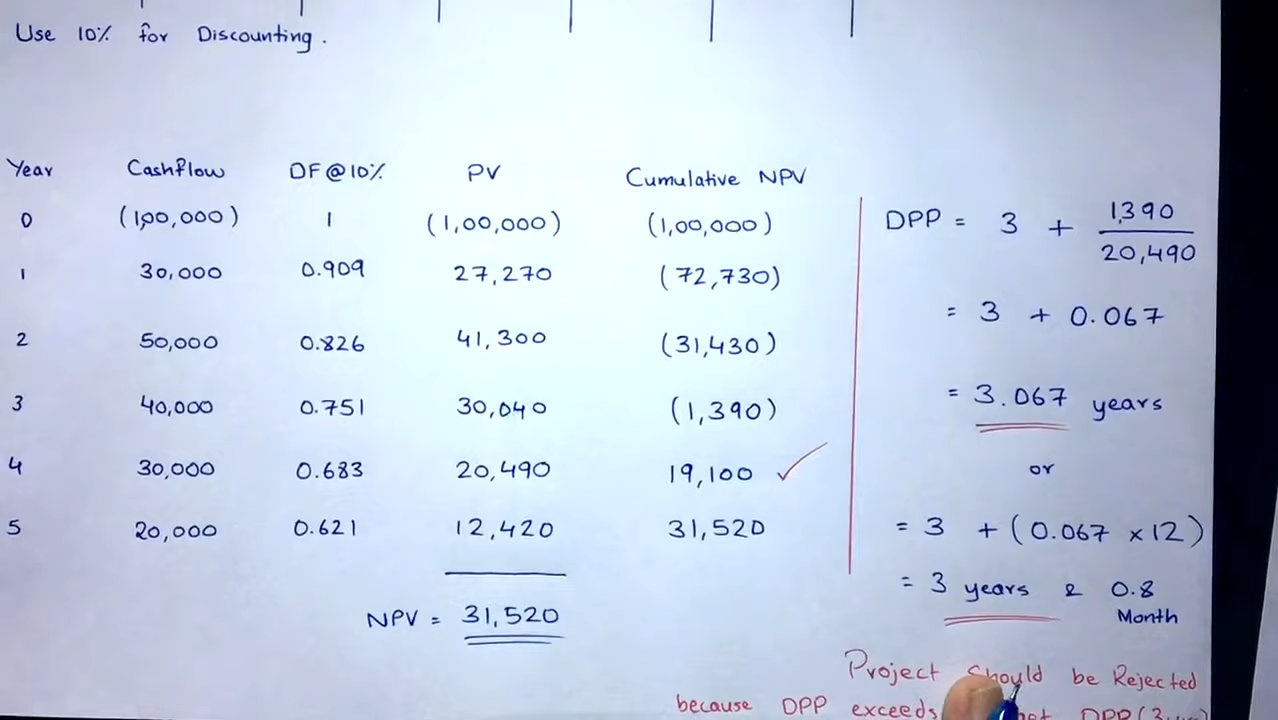 Use 10% for Discounting.
Year Cashflow DF@10% PV Cumulative NPV
0 (1,00,000) 1 (1,00,000) (1,00,000)
1 30,000 0.909 27,270 (72,730)
2 50,000 0.826 41,300 (31,430)
3 40,000 0.751 30,040 (1,390)
4 30,000 0.683 20,490 19,100 ✓
5 20,000 0.621 12,420 31,520
NPV = 31,520
DPP = 3 + 1,390 / 20,490
= 3 + 0.067
= 3.067 years
or
= 3 + (0.067 x 12)
= 3 years & 0.8
Month
Project Should be Rejected
because DPP exceeds DPP (3